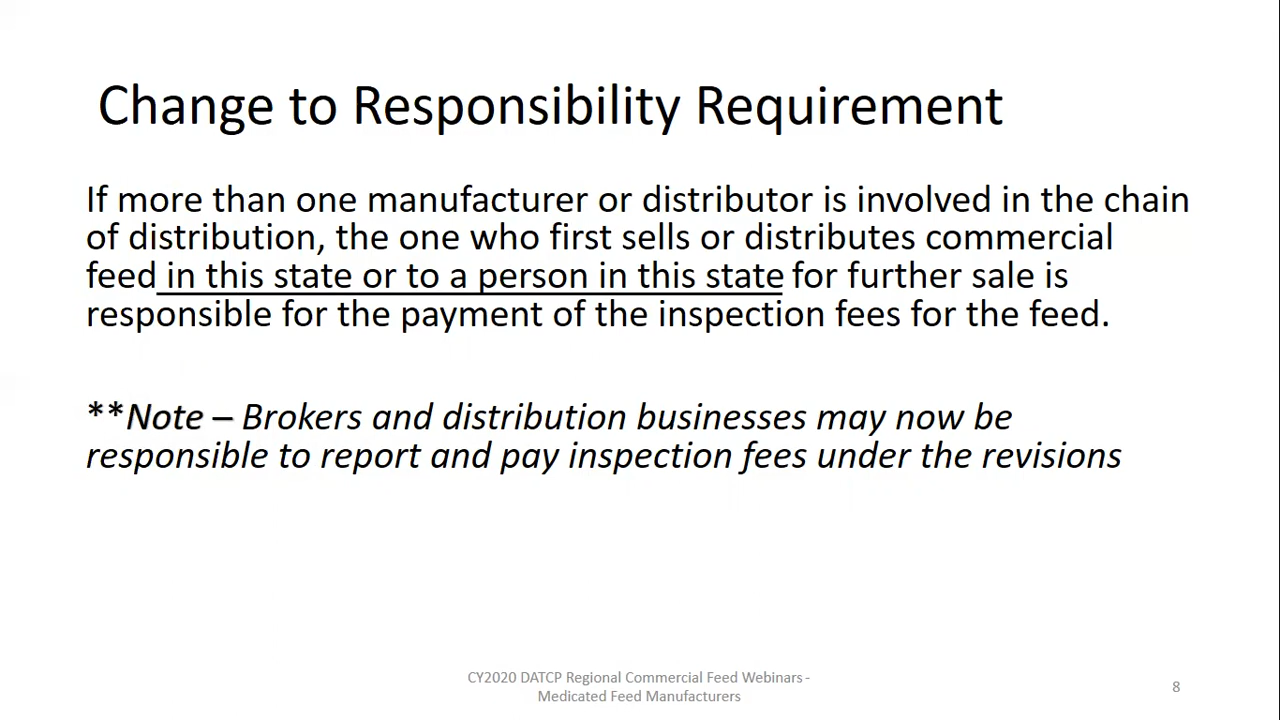 Change to Responsibility Requirement
If more than one manufacturer or distributor is involved in the chain
of distribution, the one who first sells or distributes commercial
feed in this state or to a person in this state for further sale is
responsible for the payment of the inspection fees for the feed.
**Note – Brokers and distribution businesses may now be
responsible to report and pay inspection fees under the revisions
CY2020 DATCP Regional Commercial Feed Webinars -
Medicated Feed Manufacturers
8